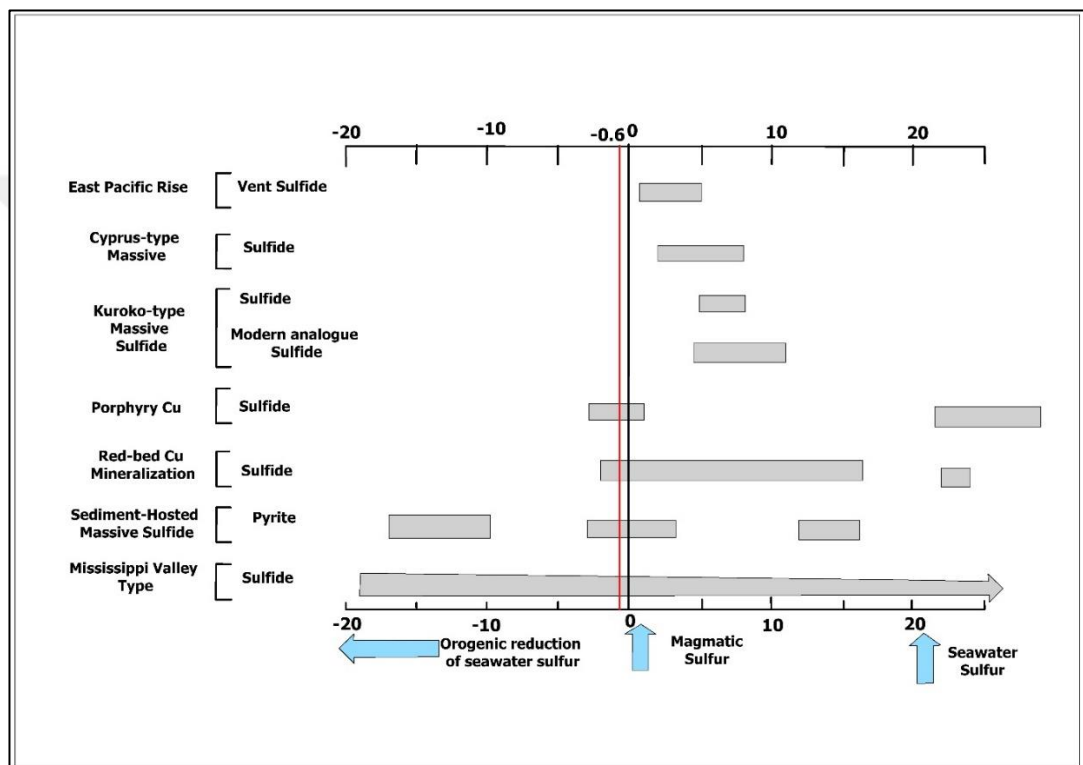 -20 -10 -0.6 0 10 20
East Pacific Rise Vent Sulfide
Cyprus-type
Massive
Sulfide
Kuroko-type
Massive
Sulfide
Sulfide
Modern analogue
Sulfide
Porphyry Cu Sulfide
Red-bed Cu
Mineralization
Sulfide
Sediment-Hosted
Massive Sulfide
Pyrite
Mississippi Valley
Type
Sulfide
-20 -10 0 10 20
Orogenic reduction
of seawater sulfur
Magmatic
Sulfur
Seawater
Sulfur